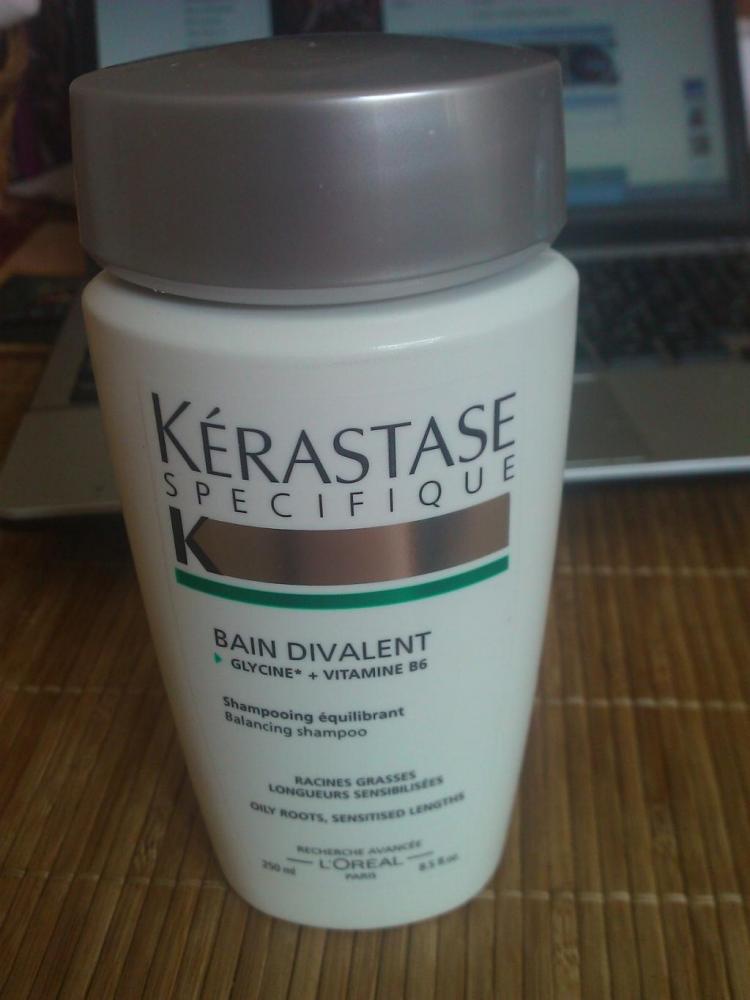 KÉRASTASE
SPECIFIQUE
K
BAIN DIVALENT
GLYCINE* + VITAMINE B6
Shampooing équilibrant
Balancing shampoo
RACINES GRASSES
LONGUEURS SENSIBILISÉES
OILY ROOTS, SENSITISED LENGTHS
RECHERCHE AVANCÉE
250 ml L'ORÉAL 8.5 fl.oz.
PARIS